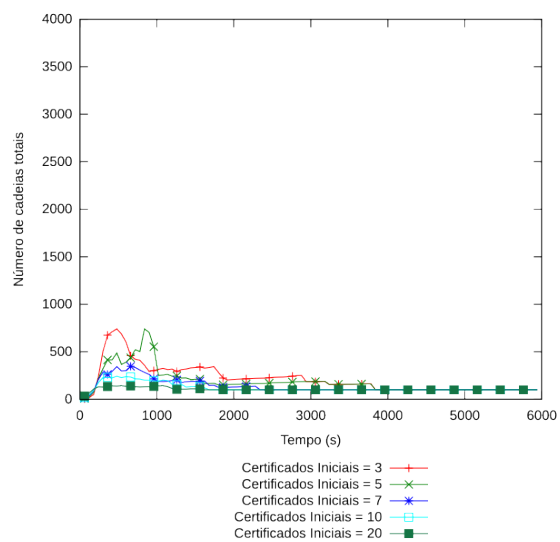 4000
3500
3000
2500
2000
1500
1000
500
0
Número de cadeias totais
0 1000 2000 3000 4000 5000 6000
Tempo (s)
Certificados Iniciais = 3
Certificados Iniciais = 5
Certificados Iniciais = 7
Certificados Iniciais = 10
Certificados Iniciais = 20